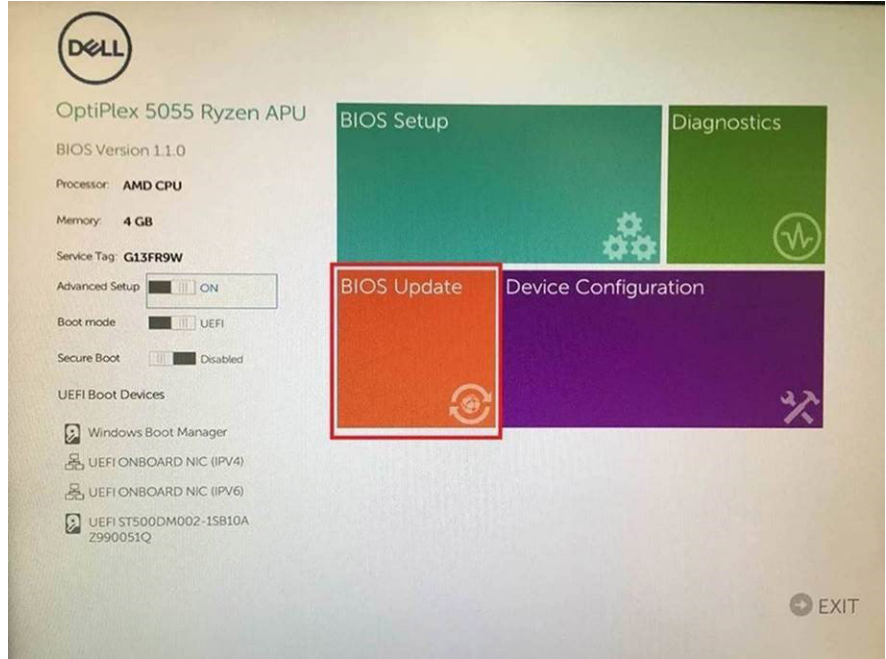 DELL
OptiPlex 5055 Ryzen APU
BIOS Version 1.1.0
Processor: AMD CPU
Memory: 4 GB
Service Tag: G13FR9W
Advanced Setup ON
Boot mode UEFI
Secure Boot Disabled
UEFI Boot Devices
Windows Boot Manager
UEFI ONBOARD NIC (IPV4)
UEFI ONBOARD NIC (IPV6)
UEFI ST500DM002-1SB10A
Z990051Q
BIOS Setup
Diagnostics
BIOS Update
Device Configuration
EXIT